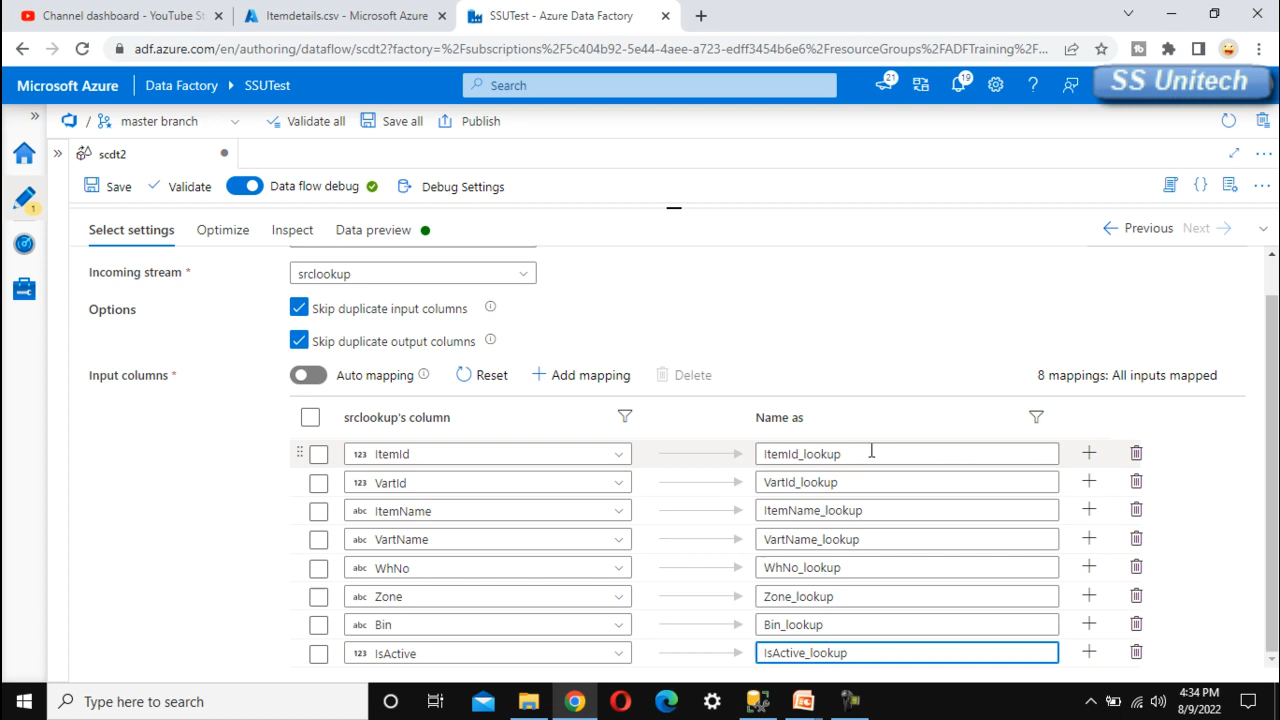 Channel dashboard - YouTube St
Itemdetails.csv - Microsoft Azure
SSUTest - Azure Data Factory
adf.azure.com/en/authoring/dataflow/scdt2?factory=%2Fsubscriptions%2F5c404b92-5e44-4aee-a723-edff3454b6e6%2FresourceGroups%2FADFTraining%2F...
Microsoft Azure
Data Factory
SSUTest
Search
21
19
SS Unitech
master branch
Validate all
Save all
Publish
scdt2
Save
Validate
Data flow debug
Debug Settings
1
Select settings
Optimize
Inspect
Data preview
Previous
Next
Incoming stream *
srclookup
Options
Skip duplicate input columns
Skip duplicate output columns
Input columns *
Auto mapping
Reset
Add mapping
Delete
8 mappings: All inputs mapped
srclookup's column
Name as
123 ItemId
ItemId_lookup
123 VartId
VartId_lookup
abc ItemName
ItemName_lookup
abc VartName
VartName_lookup
abc WhNo
WhNo_lookup
abc Zone
Zone_lookup
abc Bin
Bin_lookup
123 IsActive
IsActive_lookup
Type here to search
4:34 PM
8/9/2022